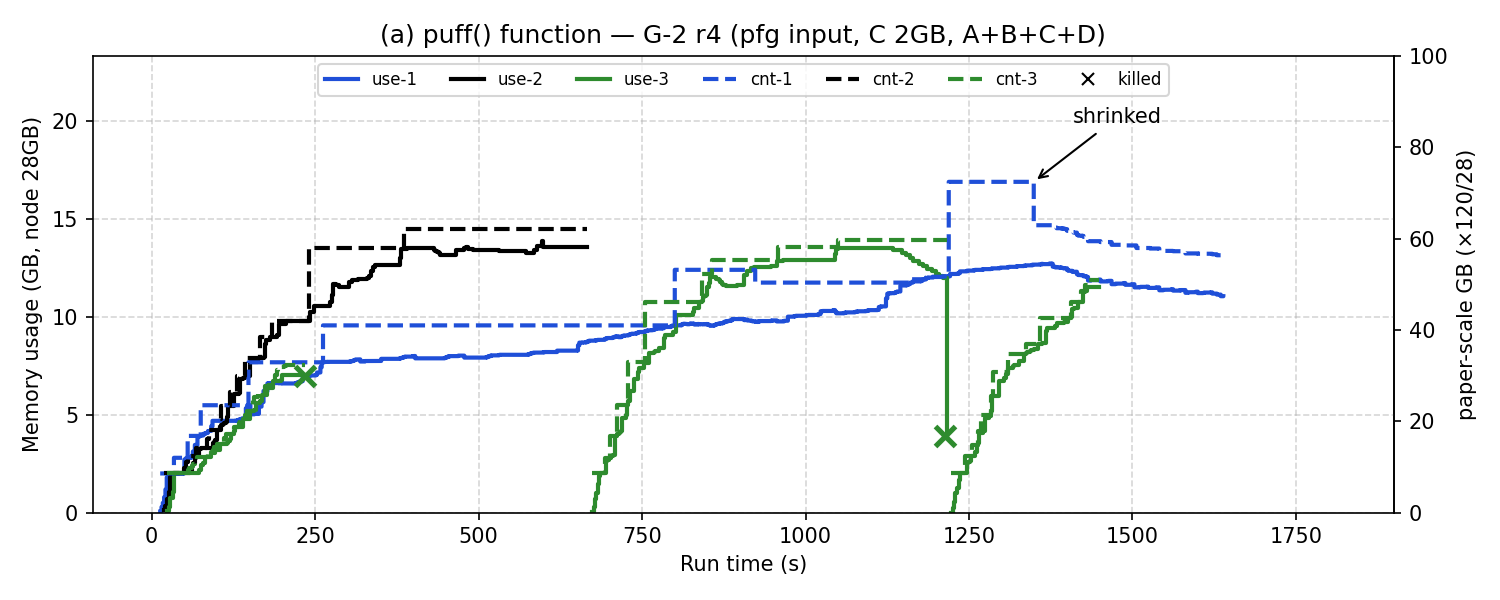 (a) puff() function — G-2 r4 (pfg input, C 2GB, A+B+C+D)
use-1 use-2 use-3 cnt-1 cnt-2 cnt-3 killed
shrinked
Memory usage (GB, node 28GB)
20
15
10
5
0
100
80
60
40
20
0
paper-scale GB (×120/28)
0 250 500 750 1000 1250 1500 1750
Run time (s)